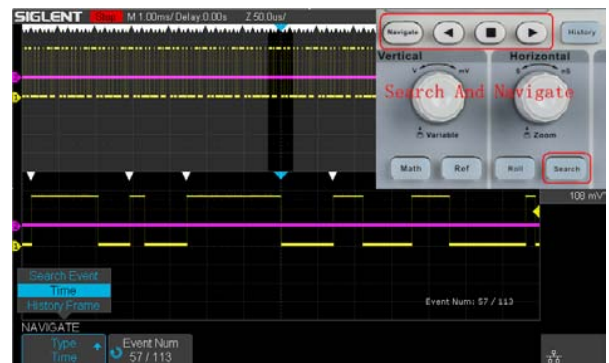 SIGLENT Stop M 1.00ms/ Delay:0.00s Z 50.0us/
Navigate History
Vertical Horizontal
V mV S nS
Search And Navigate
Variable Zoom
Math Ref Roll Search
108 mV
Search Event
Time
History Frame
Event Num: 57 / 113
NAVIGATE
Type Event Num
Time 57 / 113